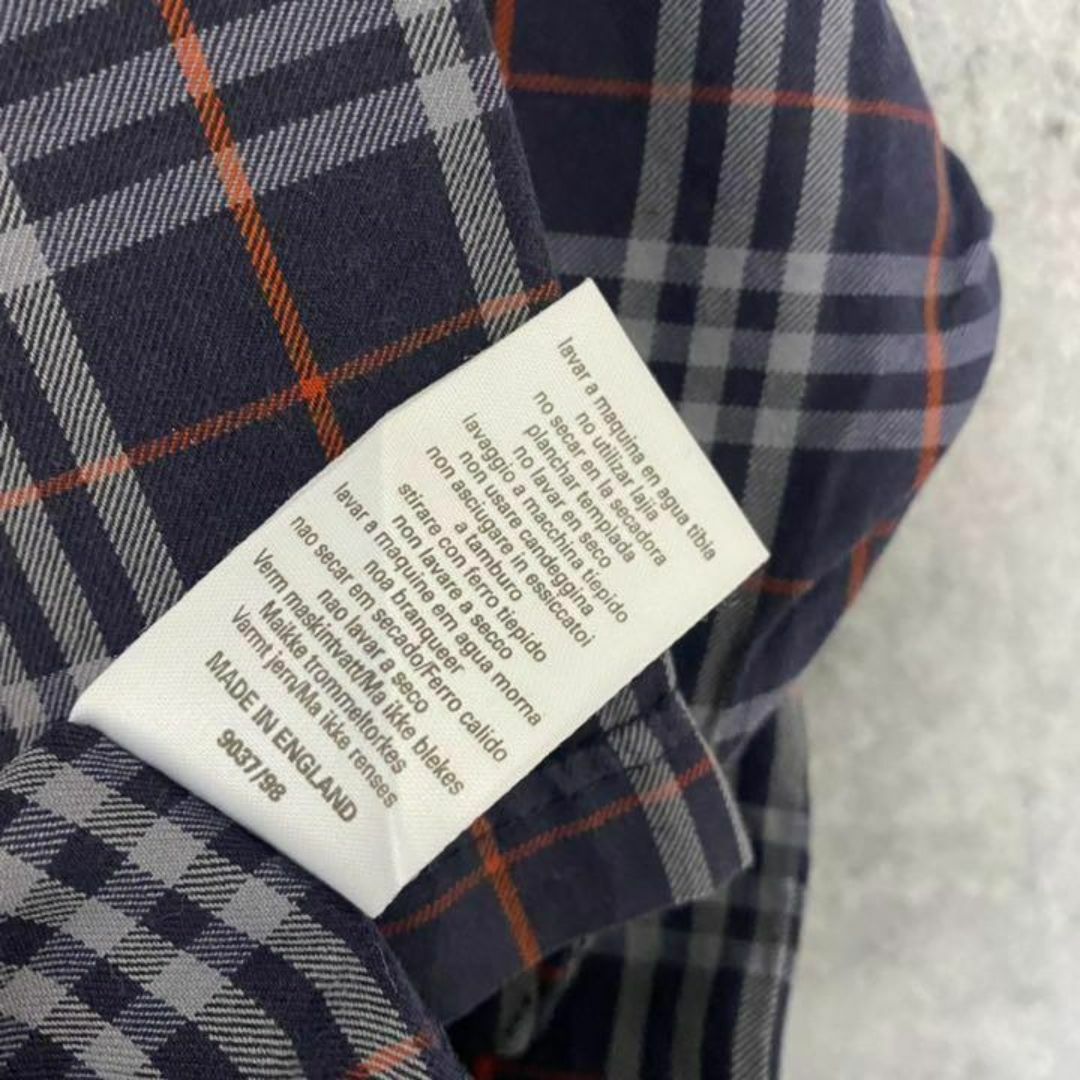 lavar a maquina en agua tibia
no utilizar lajia
no secar en la secadora
planchar templada
no lavar en seco
lavaggio a macchina tiepido
non usare candeggina
non asciugare in essiccatoi
a tamburo
stirare con ferro tiepido
non lavare a secco
lavar a maquine em agua morna
noa branqueer
nao secar em secado/Ferro calido
nao lavar a seco
Verm maskintvatt/Ma ikke blekes
Maikke trommeltorkes
Varmt jern/Ma ikke renses
MADE IN ENGLAND
9037/98